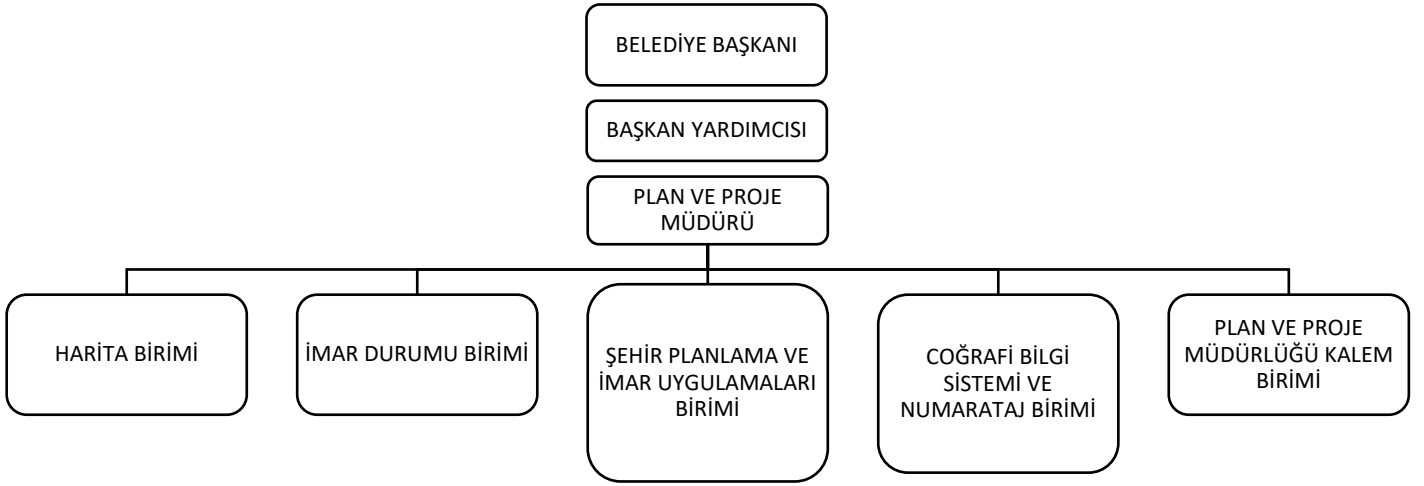 BELEDİYE BAŞKANI
BAŞKAN YARDIMCISI
PLAN VE PROJE
MÜDÜRÜ
HARİTA BİRİMİ
İMAR DURUMU BİRİMİ
ŞEHİR PLANLAMA VE
İMAR UYGULAMALARI
BİRİMİ
COĞRAFİ BİLGİ
SİSTEMİ VE
NUMARATAJ BİRİMİ
PLAN VE PROJE
MÜDÜRLÜĞÜ KALEM
BİRİMİ